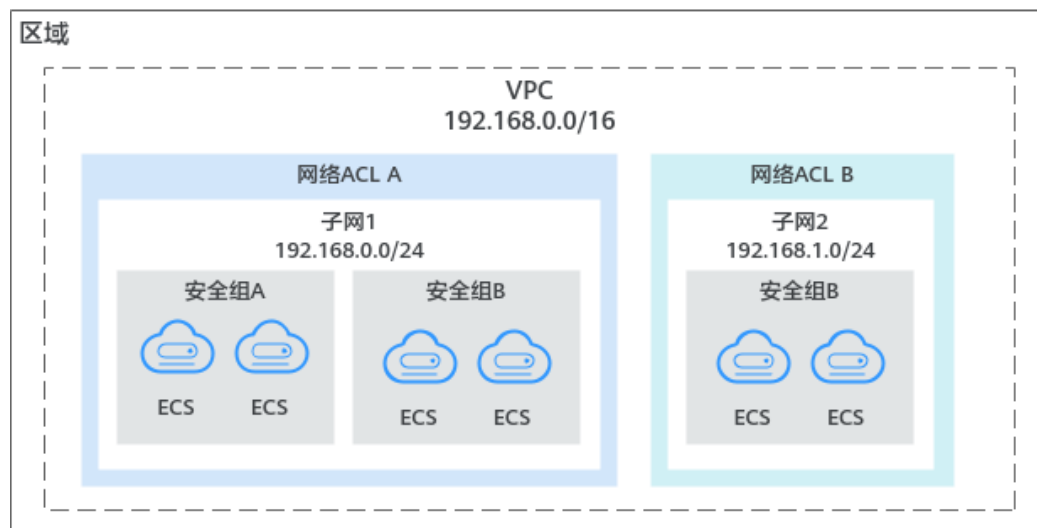 区域
VPC
192.168.0.0/16
网络ACL A
子网1
192.168.0.0/24
安全组A
ECS
ECS
安全组B
ECS
ECS
网络ACL B
子网2
192.168.1.0/24
安全组B
ECS
ECS